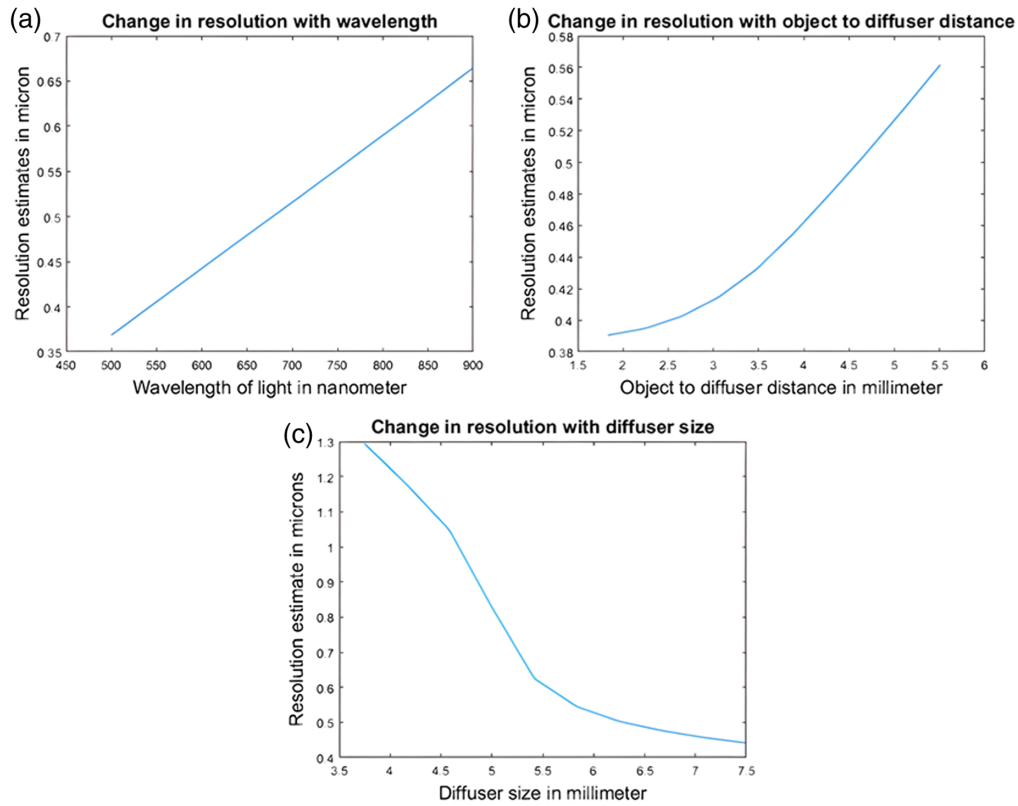 (a)
Change in resolution with wavelength
Resolution estimates in micron
0.7
0.65
0.6
0.55
0.5
0.45
0.4
0.35
450 500 550 600 650 700 750 800 850 900
Wavelength of light in nanometer
(b)
Change in resolution with object to diffuser distance
Resolution estimates in micron
0.58
0.56
0.54
0.52
0.5
0.48
0.46
0.44
0.42
0.4
0.38
1.5 2 2.5 3 3.5 4 4.5 5 5.5 6
Object to diffuser distance in millimeter
(c)
Change in resolution with diffuser size
Resolution estimate in microns
1.3
1.2
1.1
1
0.9
0.8
0.7
0.6
0.5
0.4
3.5 4 4.5 5 5.5 6 6.5 7 7.5
Diffuser size in millimeter